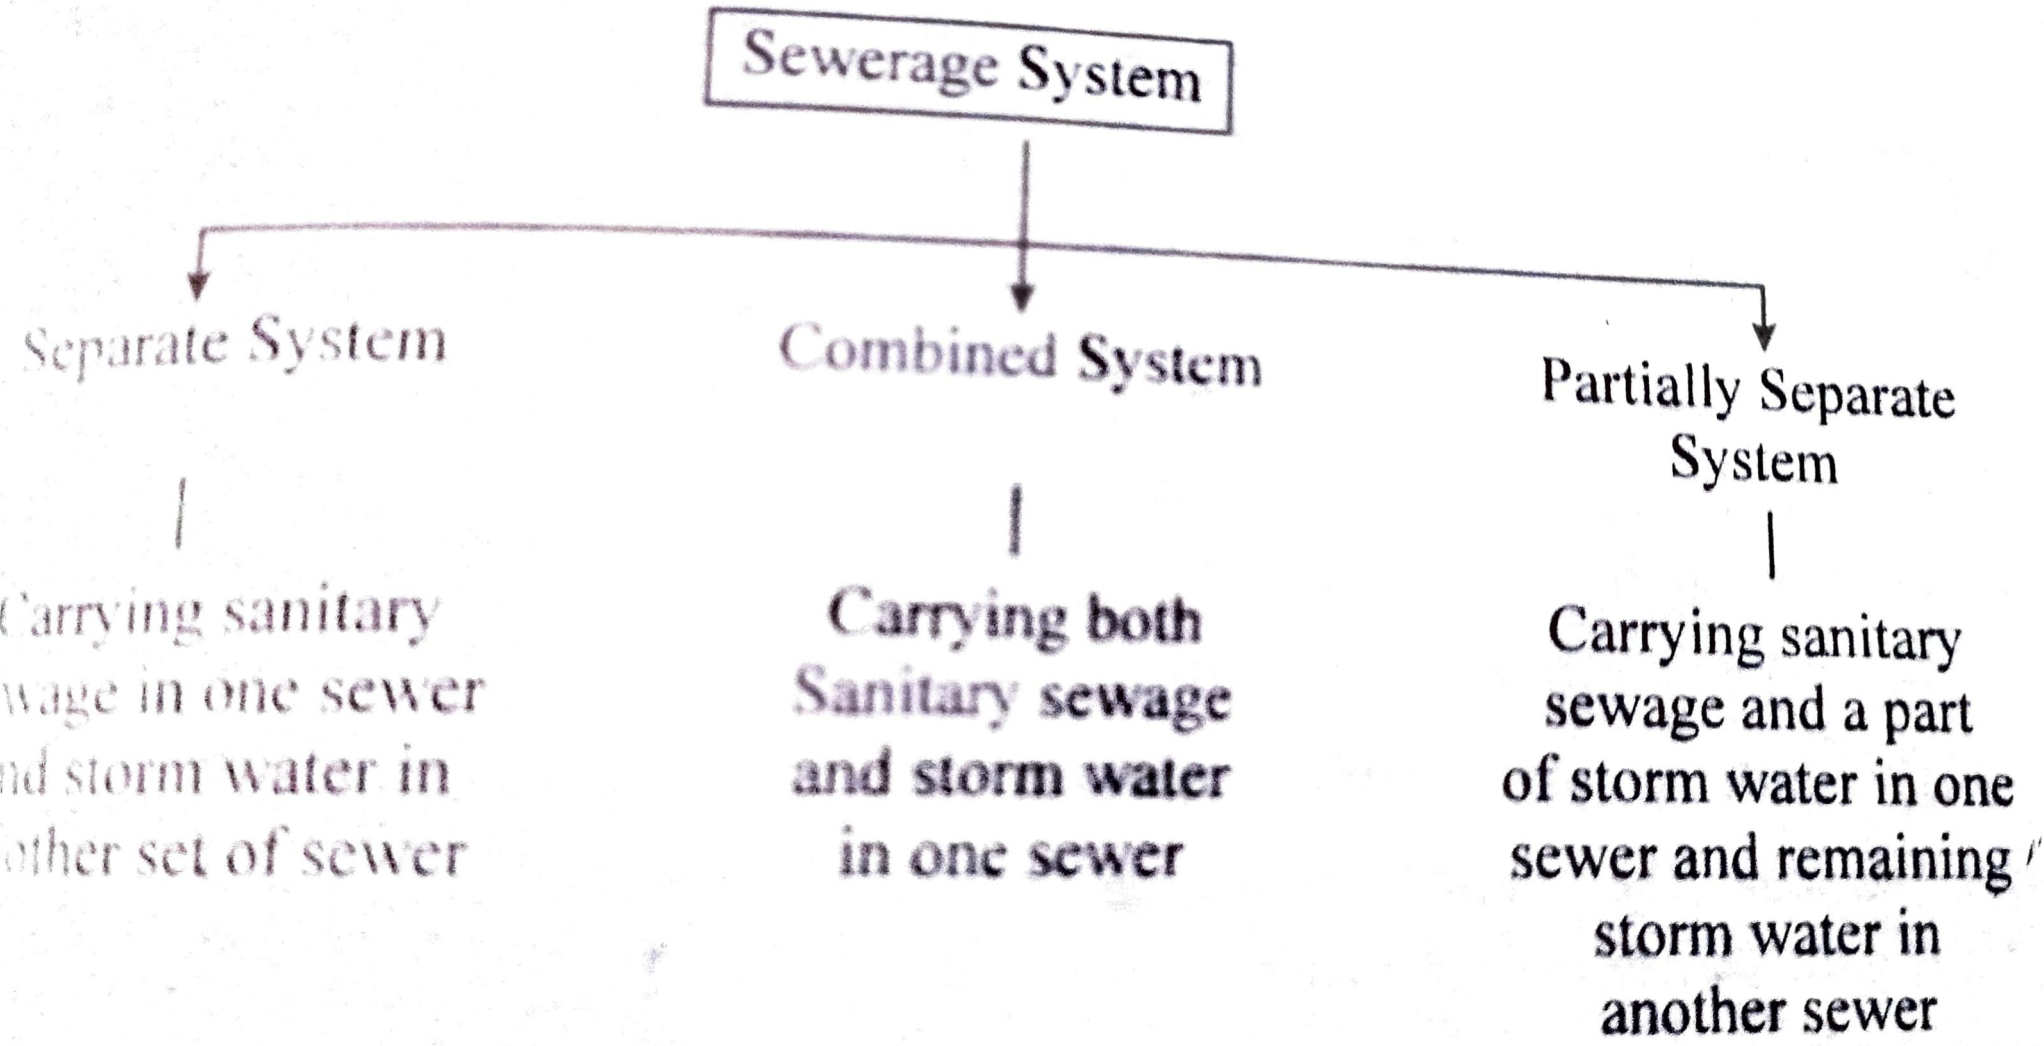 Sewerage System
Separate System
Carrying sanitary
wage in one sewer
nd storm water in
other set of sewer
Combined System
Carrying both
Sanitary sewage
and storm water
in one sewer
Partially Separate
System
Carrying sanitary
sewage and a part
of storm water in one
sewer and remaining
storm water in
another sewer